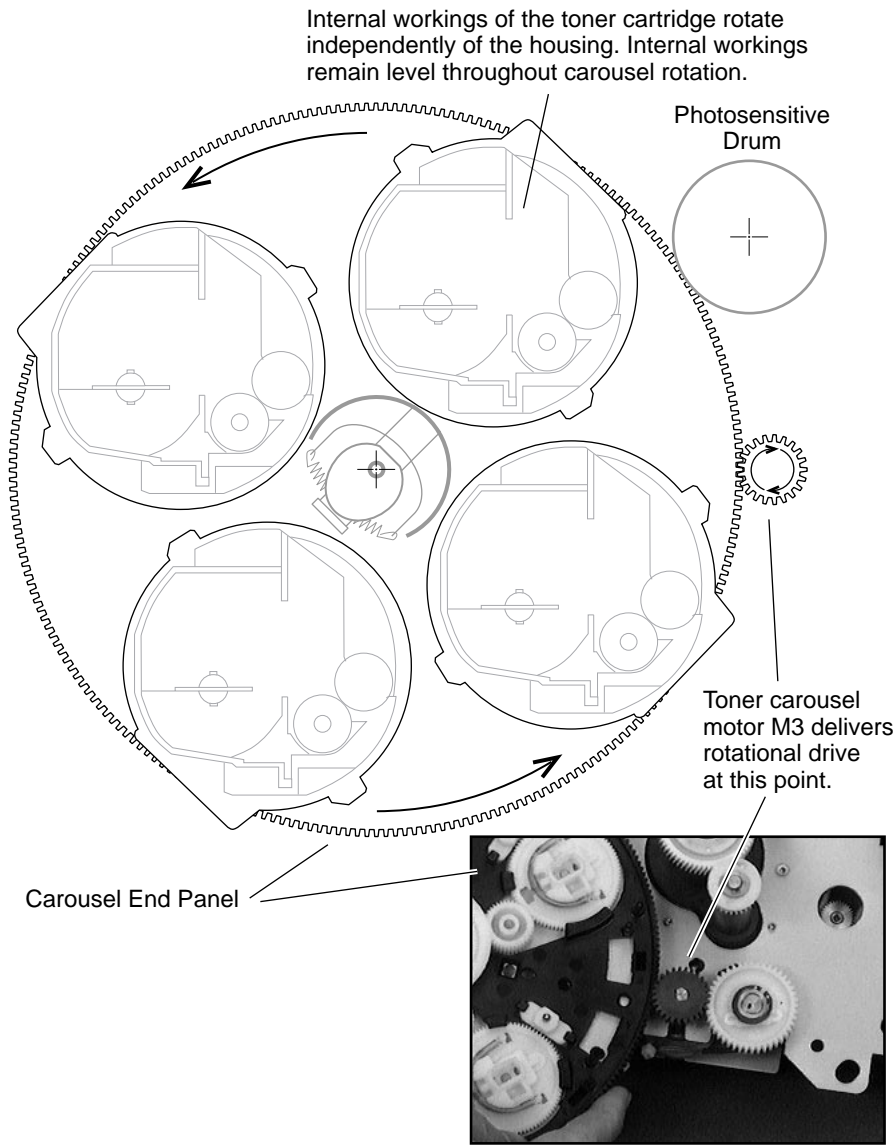 Internal workings of the toner cartridge rotate
independently of the housing. Internal workings
remain level throughout carousel rotation.
Photosensitive
Drum
Toner carousel
motor M3 delivers
rotational drive
at this point.
Carousel End Panel